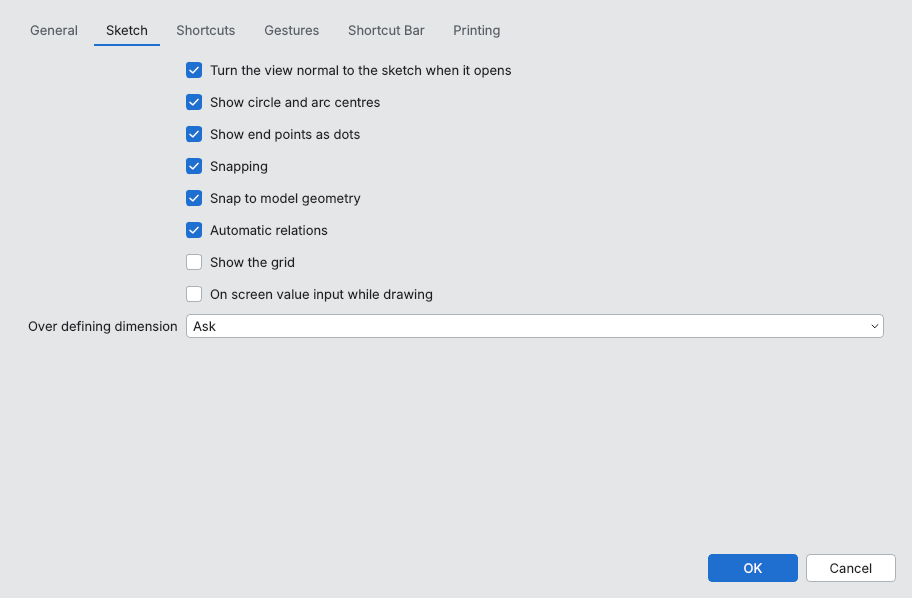 General Sketch Shortcuts Gestures Shortcut Bar Printing
Turn the view normal to the sketch when it opens
Show circle and arc centres
Show end points as dots
Snapping
Snap to model geometry
Automatic relations
Show the grid
On screen value input while drawing
Over defining dimension Ask
OK Cancel